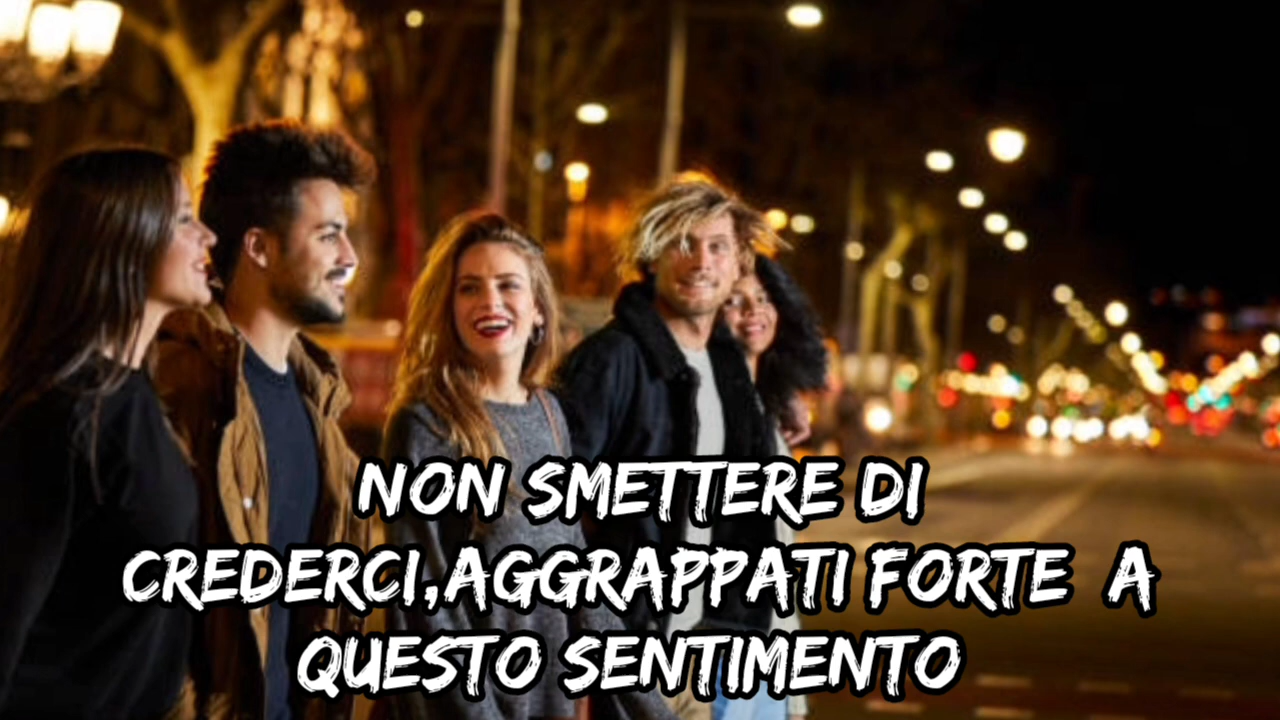 NON SMETTERE DI
CREDERCI,AGGRAPPATI FORTE A
QUESTO SENTIMENTO